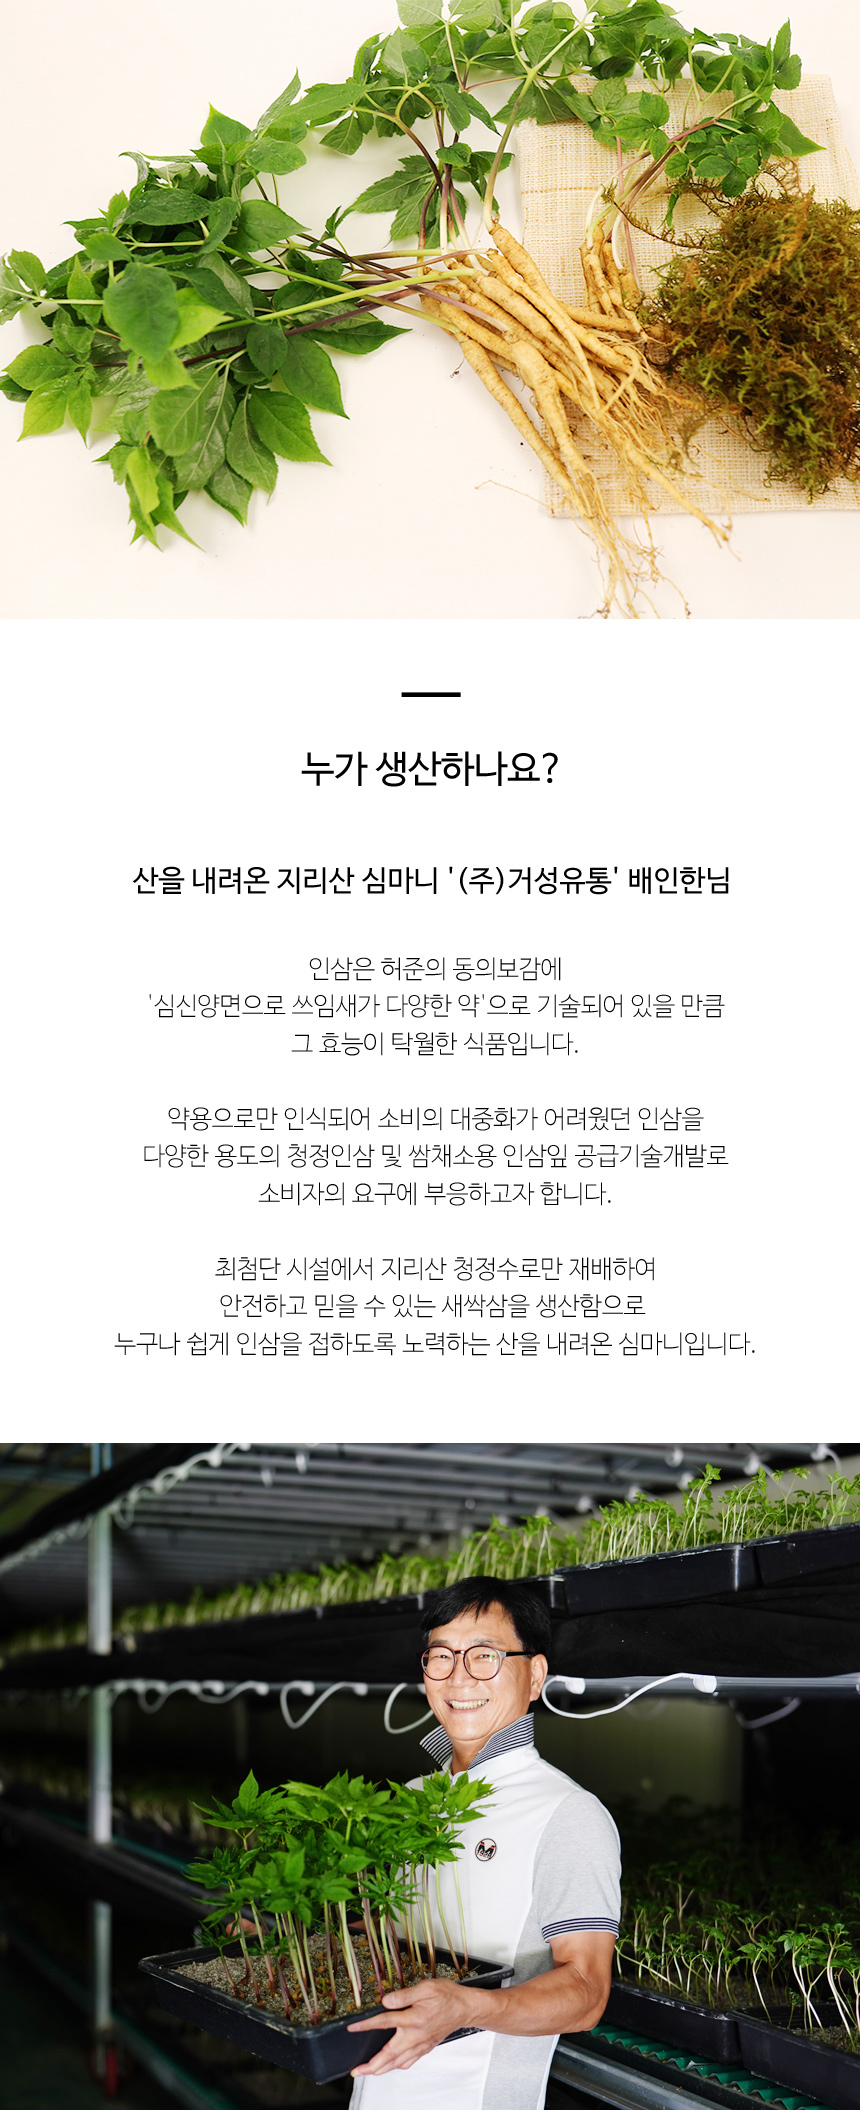 누가 생산하나요?
산을 내려온 지리산 심마니 '(주)거성유통' 배인한님
인삼은 허준의 동의보감에
'심신양면으로 쓰임새가 다양한 약'으로 기술되어 있을 만큼
그 효능이 탁월한 식품입니다.
약용으로만 인식되어 소비의 대중화가 어려웠던 인삼을
다양한 용도의 청정인삼 및 쌈채소용 인삼잎 공급기술개발로
소비자의 요구에 부응하고자 합니다.
최첨단 시설에서 지리산 청정수로만 재배하여
안전하고 믿을 수 있는 새싹삼을 생산함으로
누구나 쉽게 인삼을 접하도록 노력하는 산을 내려온 심마니입니다.